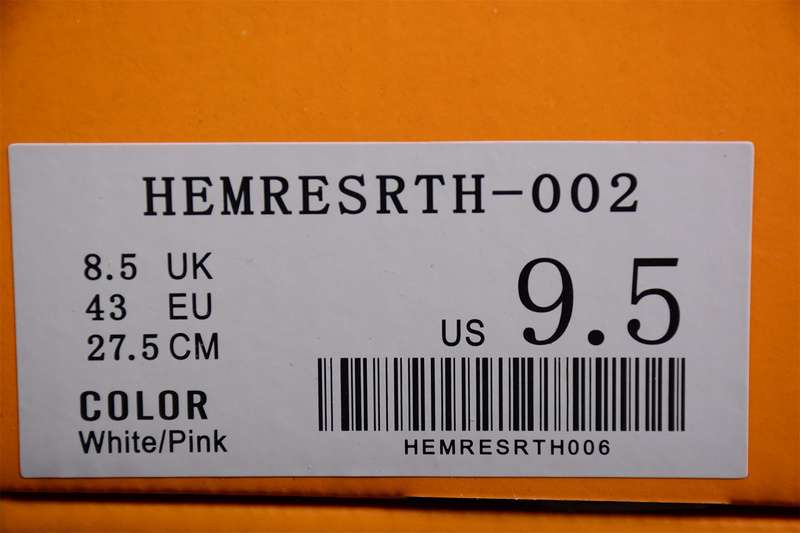 HEMRESRTH-002
8.5 UK
43 EU
27.5 CM
US 9.5
COLOR
White/Pink
HEMRESRTH006